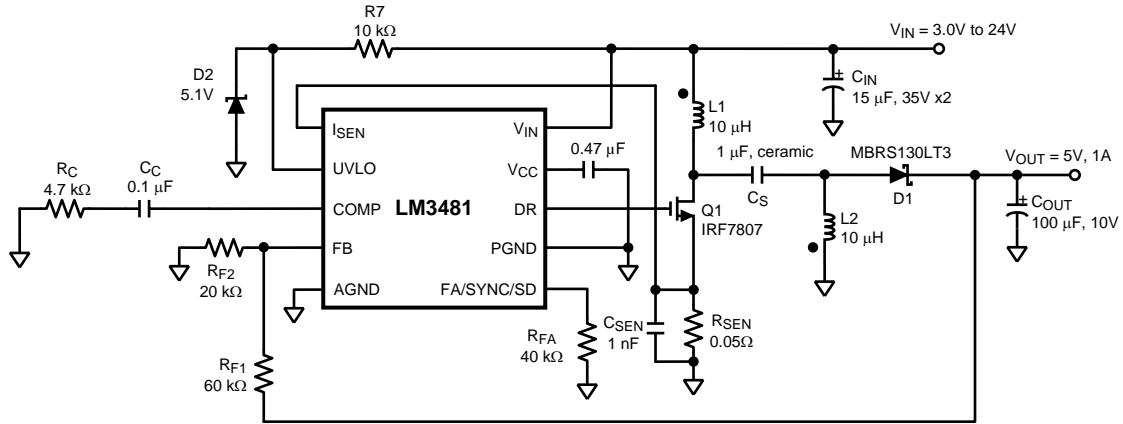 R7
10 kΩ
V_IN = 3.0V to 24V
D2
5.1V
C_IN
15 μF, 35V x2
L1
10 μH
I_SEN
V_IN
0.47 μF
1 μF, ceramic
MBRS130LT3
V_OUT = 5V, 1A
R_C
4.7 kΩ
C_C
0.1 μF
UVLO
V_CC
C_S
D1
COMP
LM3481
DR
Q1
IRF7807
L2
10 μH
C_OUT
100 μF, 10V
FB
PGND
R_F2
20 kΩ
AGND
FA/SYNC/SD
R_FA
40 kΩ
C_SEN
1 nF
R_SEN
0.05Ω
R_F1
60 kΩ
+
+